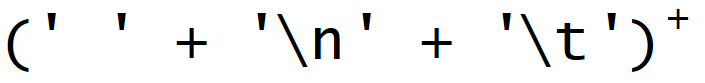 (' ' + '\n' + '\t')⁺